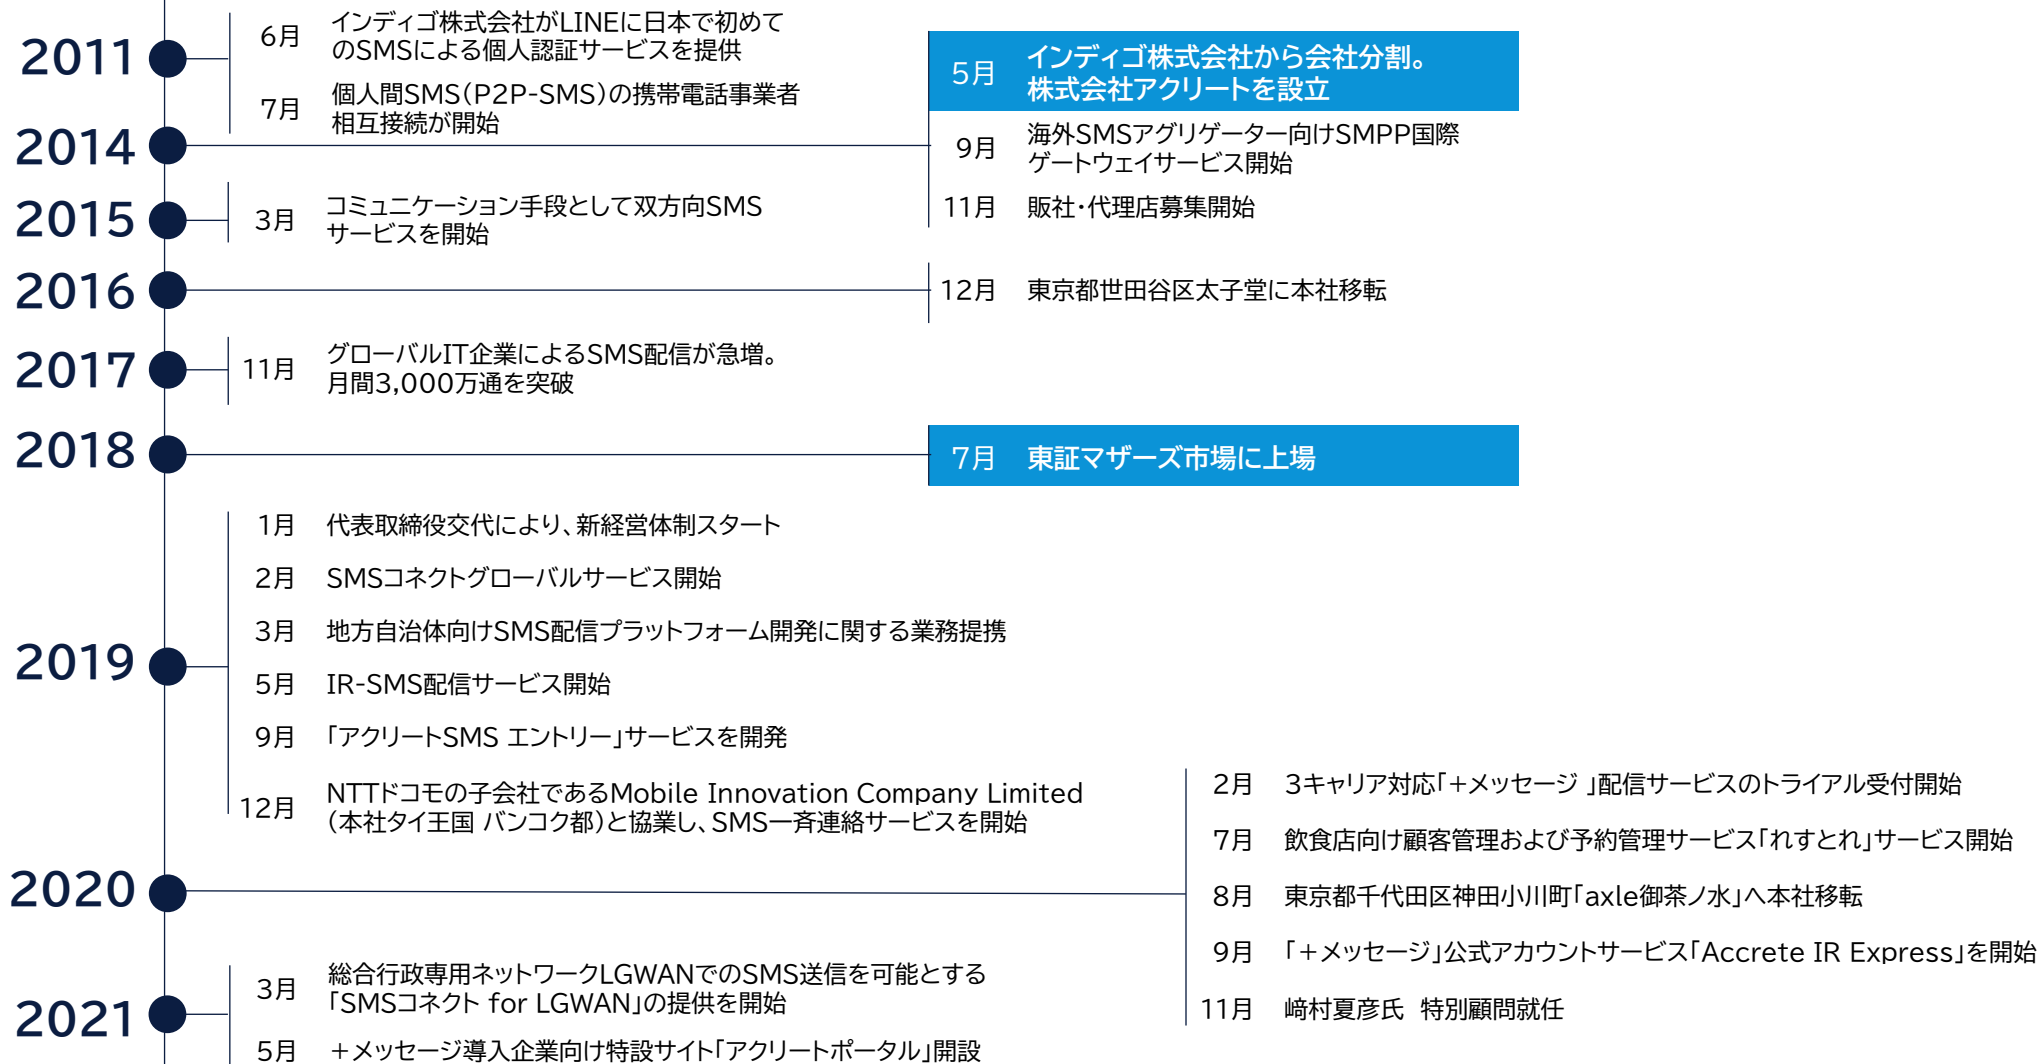 2011
6月
インディゴ株式会社がLINEに日本で初めて
のSMSによる個人認証サービスを提供
7月
個人間SMS（P2P-SMS）の携帯電話事業者
相互接続が開始
2014
5月
インディゴ株式会社から会社分割。
株式会社アクリートを設立
9月
海外SMSアグリゲーター向けSMPP国際
ゲートウェイサービス開始
11月
販社・代理店募集開始
2015
3月
コミュニケーション手段として双方向SMS
サービスを開始
2016
12月
東京都世田谷区太子堂に本社移転
2017
11月
グローバルIT企業によるSMS配信が急増。
月間3,000万通を突破
2018
7月
東証マザーズ市場に上場
2019
1月
代表取締役交代により、新経営体制スタート
2月
SMSコネクトグローバルサービス開始
3月
地方自治体向けSMS配信プラットフォーム開発に関する業務提携
5月
IR-SMS配信サービス開始
9月
「アクリートSMS エントリー」サービスを開発
12月
NTTドコモの子会社であるMobile Innovation Company Limited
（本社タイ王国 バンコク都）と協業し、SMS一斉連絡サービスを開始
2020
2月
3キャリア対応「＋メッセージ 」配信サービスのトライアル受付開始
7月
飲食店向け顧客管理および予約管理サービス「れすとれ」サービス開始
8月
東京都千代田区神田小川町「axle御茶ノ水」へ本社移転
9月
「＋メッセージ」公式アカウントサービス「Accrete IR Express」を開始
11月
﨑村夏彦氏 特別顧問就任
2021
3月
総合行政専用ネットワークLGWANでのSMS送信を可能とする
「SMSコネクト for LGWAN」の提供を開始
5月
＋メッセージ導入企業向け特設サイト「アクリートポータル」開設